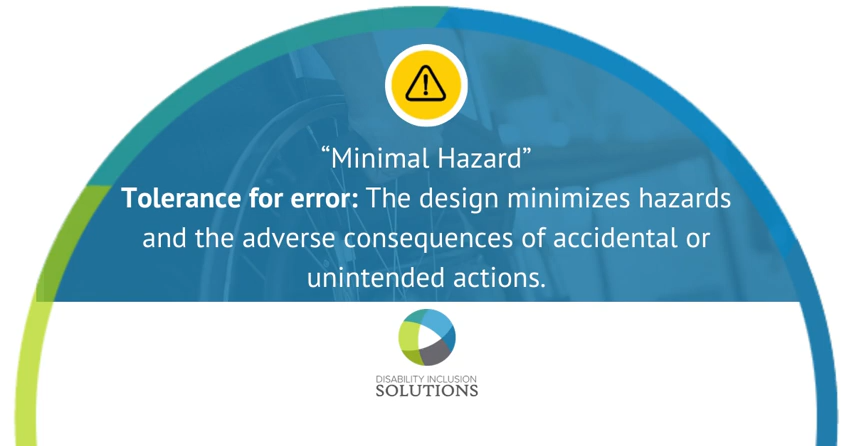 “Minimal Hazard”
Tolerance for error: The design minimizes hazards
and the adverse consequences of accidental or
unintended actions.
DISABILITY INCLUSION
SOLUTIONS